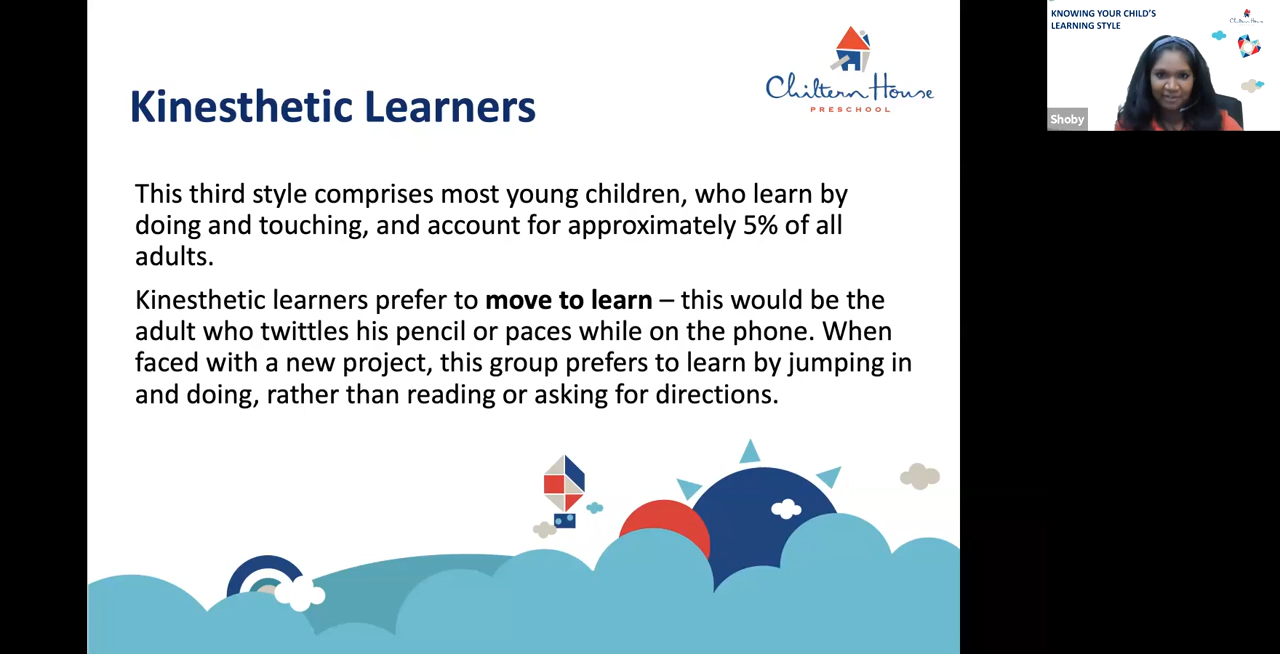 Kinesthetic Learners
Chiltern House
PRESCHOOL
This third style comprises most young children, who learn by
doing and touching, and account for approximately 5% of all
adults.
Kinesthetic learners prefer to move to learn – this would be the
adult who twittles his pencil or paces while on the phone. When
faced with a new project, this group prefers to learn by jumping in
and doing, rather than reading or asking for directions.
KNOWING YOUR CHILD'S
LEARNING STYLE
Chiltern House
Shoby